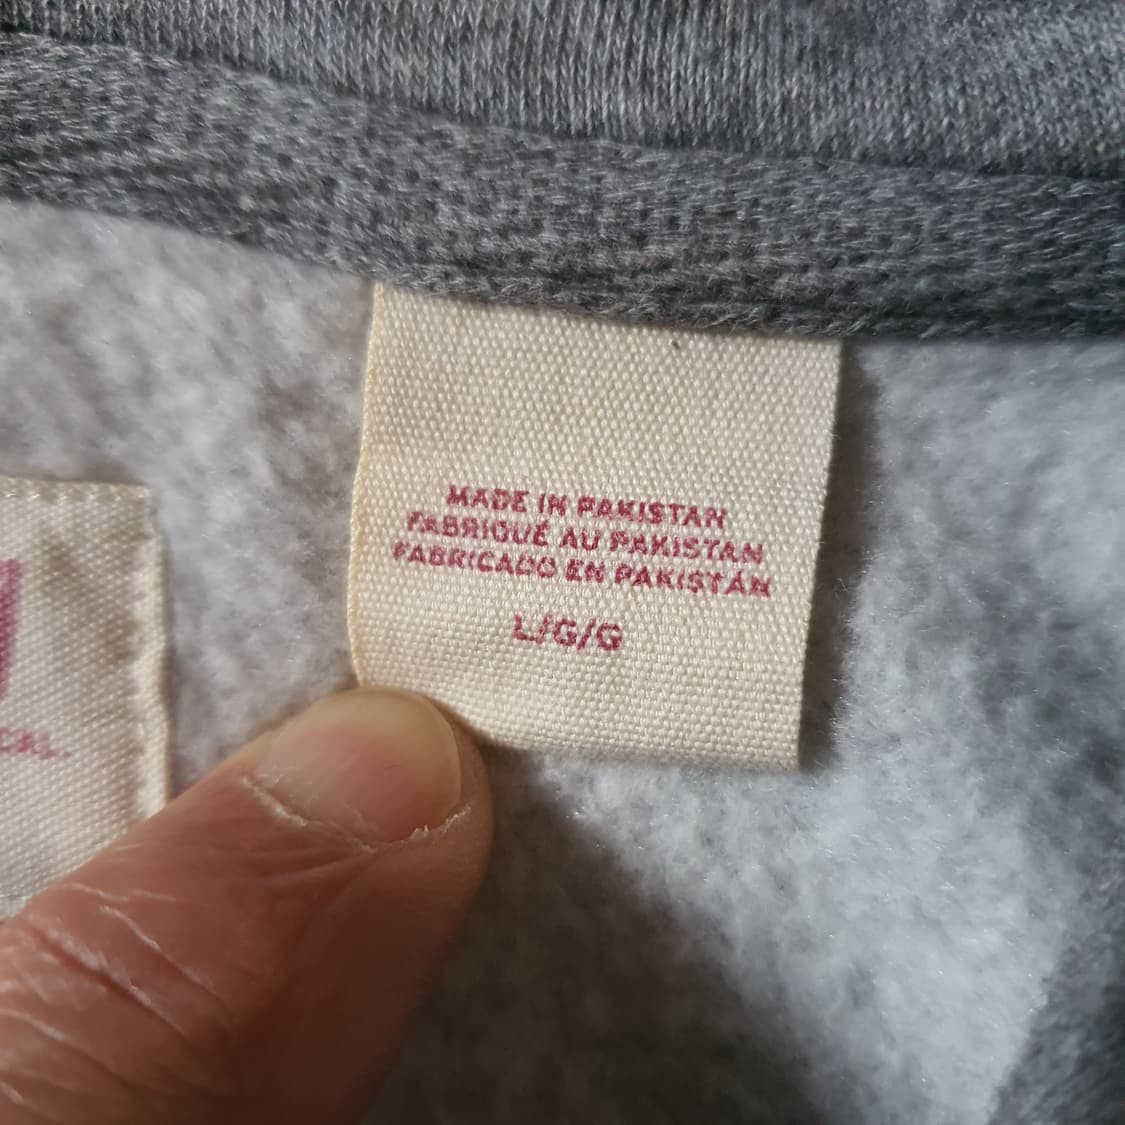 MADE IN PAKISTAN
FABRIQUÉ AU PAKISTAN
FABRICADO EN PAKISTÁN
L/G/G